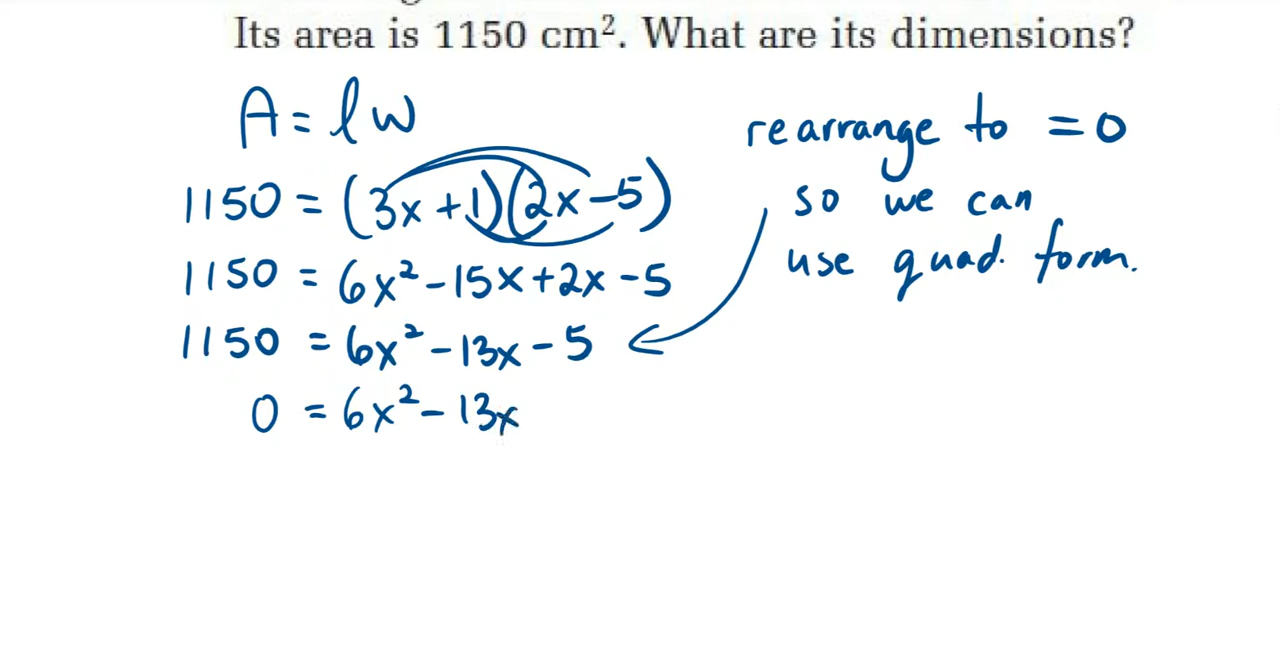 Its area is 1150 cm². What are its dimensions?
A = lw
1150 = (3x + 1)(2x - 5)
1150 = 6x² - 15x + 2x - 5
1150 = 6x² - 13x - 5
0 = 6x² - 13x
rearrange to = 0
so we can
use quad. form.